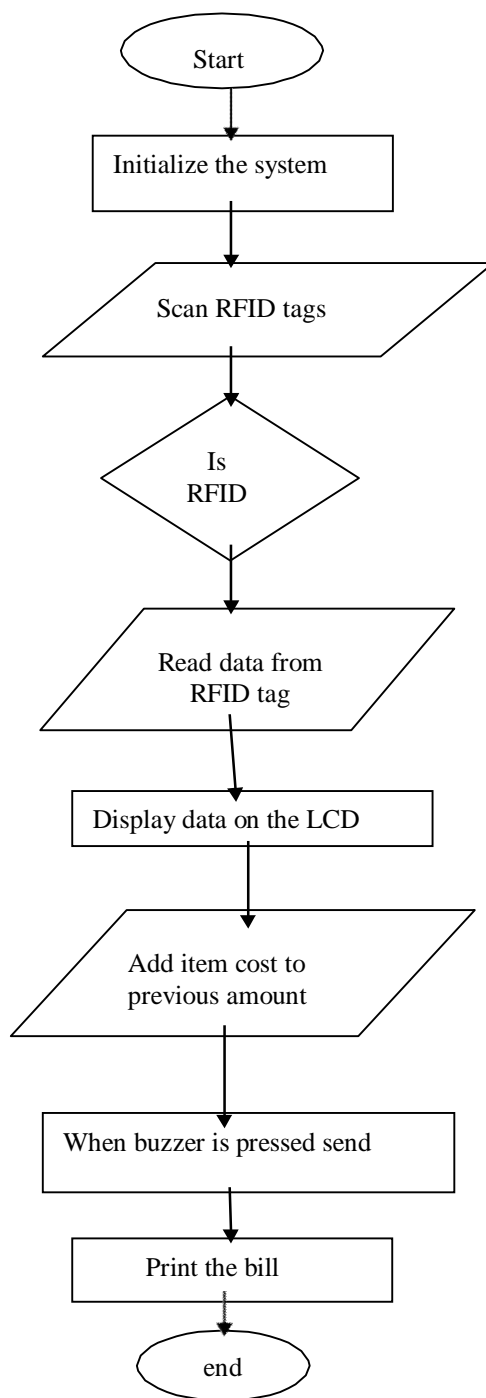 Start
Initialize the system
Scan RFID tags
Is
RFID
Read data from
RFID tag
Display data on the LCD
Add item cost to
previous amount
When buzzer is pressed send
Print the bill
end